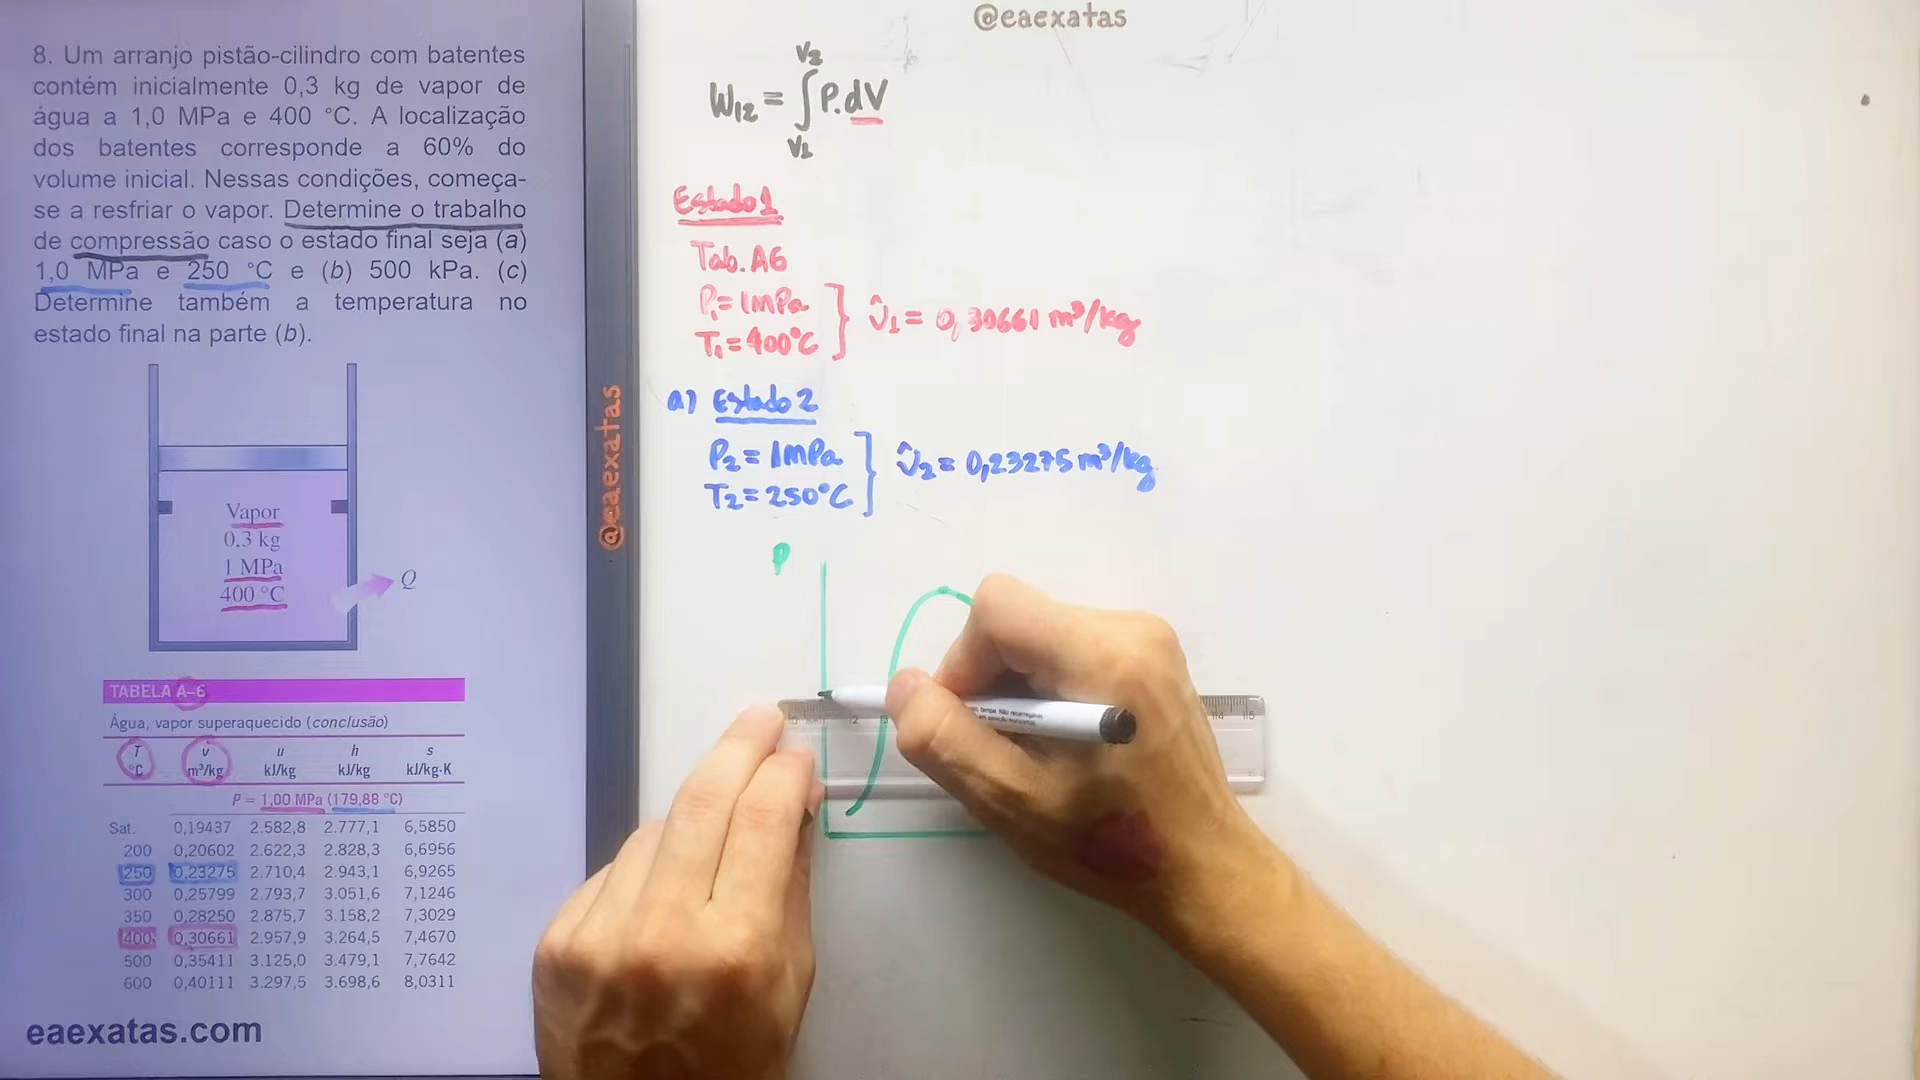 8. Um arranjo pistão-cilindro com batentes
contém inicialmente 0,3 kg de vapor de
água a 1,0 MPa e 400 °C. A localização
dos batentes corresponde a 60% do
volume inicial. Nessas condições, começa-
se a resfriar o vapor. Determine o trabalho
de compressão caso o estado final seja (a)
1,0 MPa e 250 °C e (b) 500 kPa. (c)
Determine também a temperatura no
estado final na parte (b).
Vapor
0.3 kg
1 MPa
400 °C
Q
TABELA A–6
Água, vapor superaquecido (conclusão)
T v u h s
°C m³/kg kJ/kg kJ/kg kJ/kg·K
P = 1,00 MPa (179,88 °C)
Sat. 0,19437 2.582,8 2.777,1 6,5850
200 0,20602 2.622,3 2.828,3 6,6956
250 0,23275 2.710,4 2.943,1 6,9265
300 0,25799 2.793,7 3.051,6 7,1246
350 0,28250 2.875,7 3.158,2 7,3029
400 0,30661 2.957,9 3.264,5 7,4670
500 0,35411 3.125,0 3.479,1 7,7642
600 0,40111 3.297,5 3.698,6 8,0311
eaexatas.com
@eaexatas
@eaexatas
W₁₂ = ∫ P.dV
V₂
V₁
Estado 1
Tab. A6
P₁ = 1MPa
T₁ = 400°C
v̂₁ = 0,30661 m³/kg
a) Estado 2
P₂ = 1MPa
T₂ = 250°C
v̂₂ = 0,23275 m³/kg
P
12
14 15